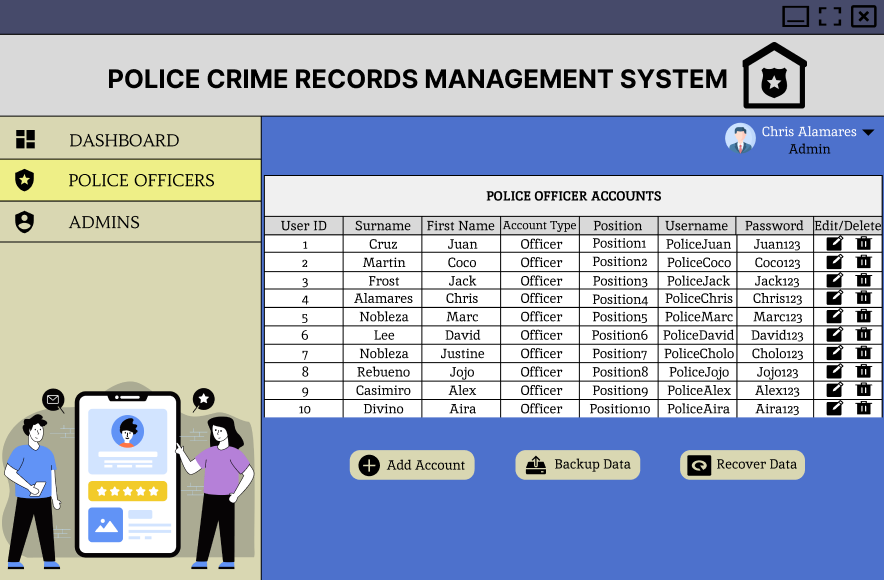 POLICE CRIME RECORDS MANAGEMENT SYSTEM
DASHBOARD
POLICE OFFICERS
ADMINS
Chris Alamares
Admin
POLICE OFFICER ACCOUNTS
User ID Surname First Name Account Type Position Username Password Edit/Delete
1 Cruz Juan Officer Position1 PoliceJuan Juan123
2 Martin Coco Officer Position2 PoliceCoco Coco123
3 Frost Jack Officer Position3 PoliceJack Jack123
4 Alamares Chris Officer Position4 PoliceChris Chris123
5 Nobleza Marc Officer Position5 PoliceMarc Marc123
6 Lee David Officer Position6 PoliceDavid David123
7 Nobleza Justine Officer Position7 PoliceCholo Cholo123
8 Rebueno Jojo Officer Position8 PoliceJojo Jojo123
9 Casimiro Alex Officer Position9 PoliceAlex Alex123
10 Divino Aira Officer Position10 PoliceAira Aira123
Add Account Backup Data Recover Data